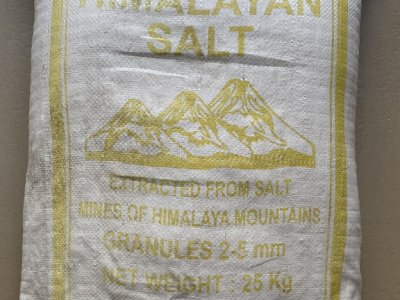 HIMALAYAN
SALT
EXTRACTED FROM SALT
MINES OF HIMALAYA MOUNTAINS
GRANULES 2-5 mm
NET WEIGHT : 25 Kg